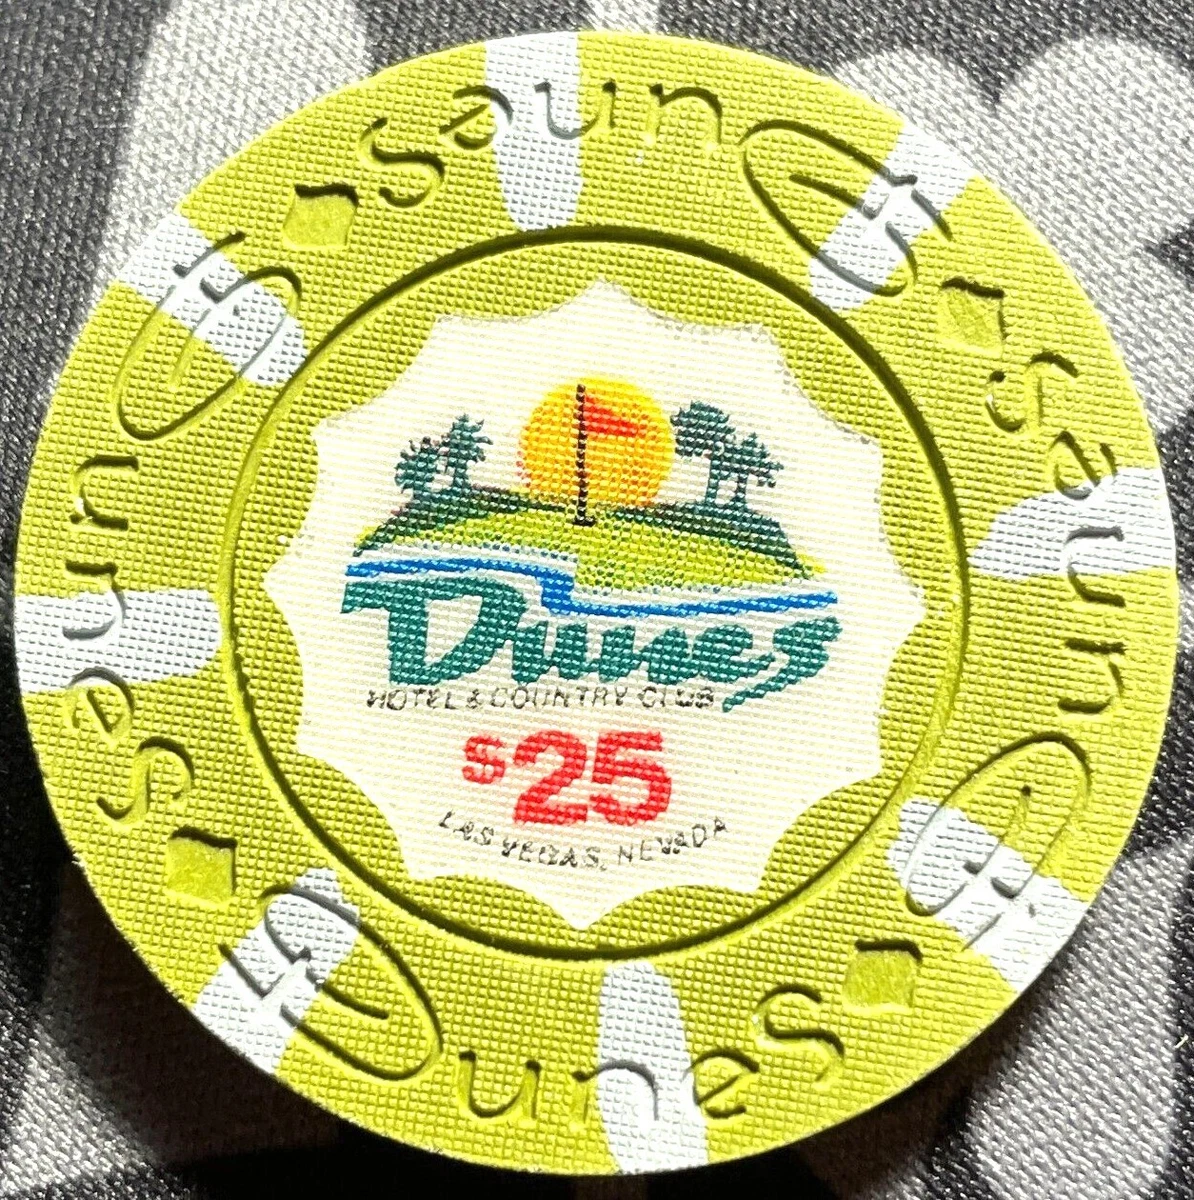 Dunes
HOTEL & COUNTRY CLUB
$25
LAS VEGAS, NEVADA
Dunes
Dunes
Dunes
Dunes